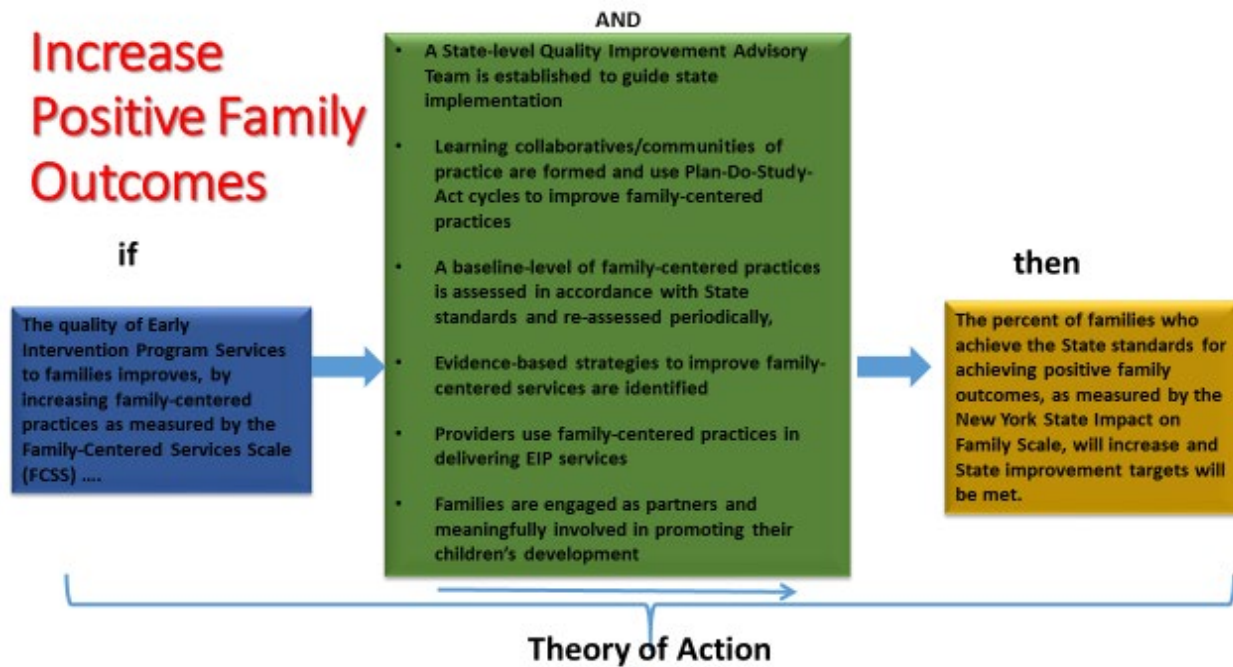 Increase
Positive Family
Outcomes
if
The quality of Early
Intervention Program Services
to families improves, by
increasing family-centered
practices as measured by the
Family-Centered Services Scale
(FCSS) ....
AND
• A State-level Quality Improvement Advisory
Team is established to guide state
implementation
• Learning collaboratives/communities of
practice are formed and use Plan-Do-Study-
Act cycles to improve family-centered
practices
• A baseline-level of family-centered practices
is assessed in accordance with State
standards and re-assessed periodically,
• Evidence-based strategies to improve family-
centered services are identified
• Providers use family-centered practices in
delivering EIP services
• Families are engaged as partners and
meaningfully involved in promoting their
children's development
then
The percent of families who
achieve the State standards for
achieving positive family
outcomes, as measured by the
New York State Impact on
Family Scale, will increase and
State improvement targets will
be met.
Theory of Action